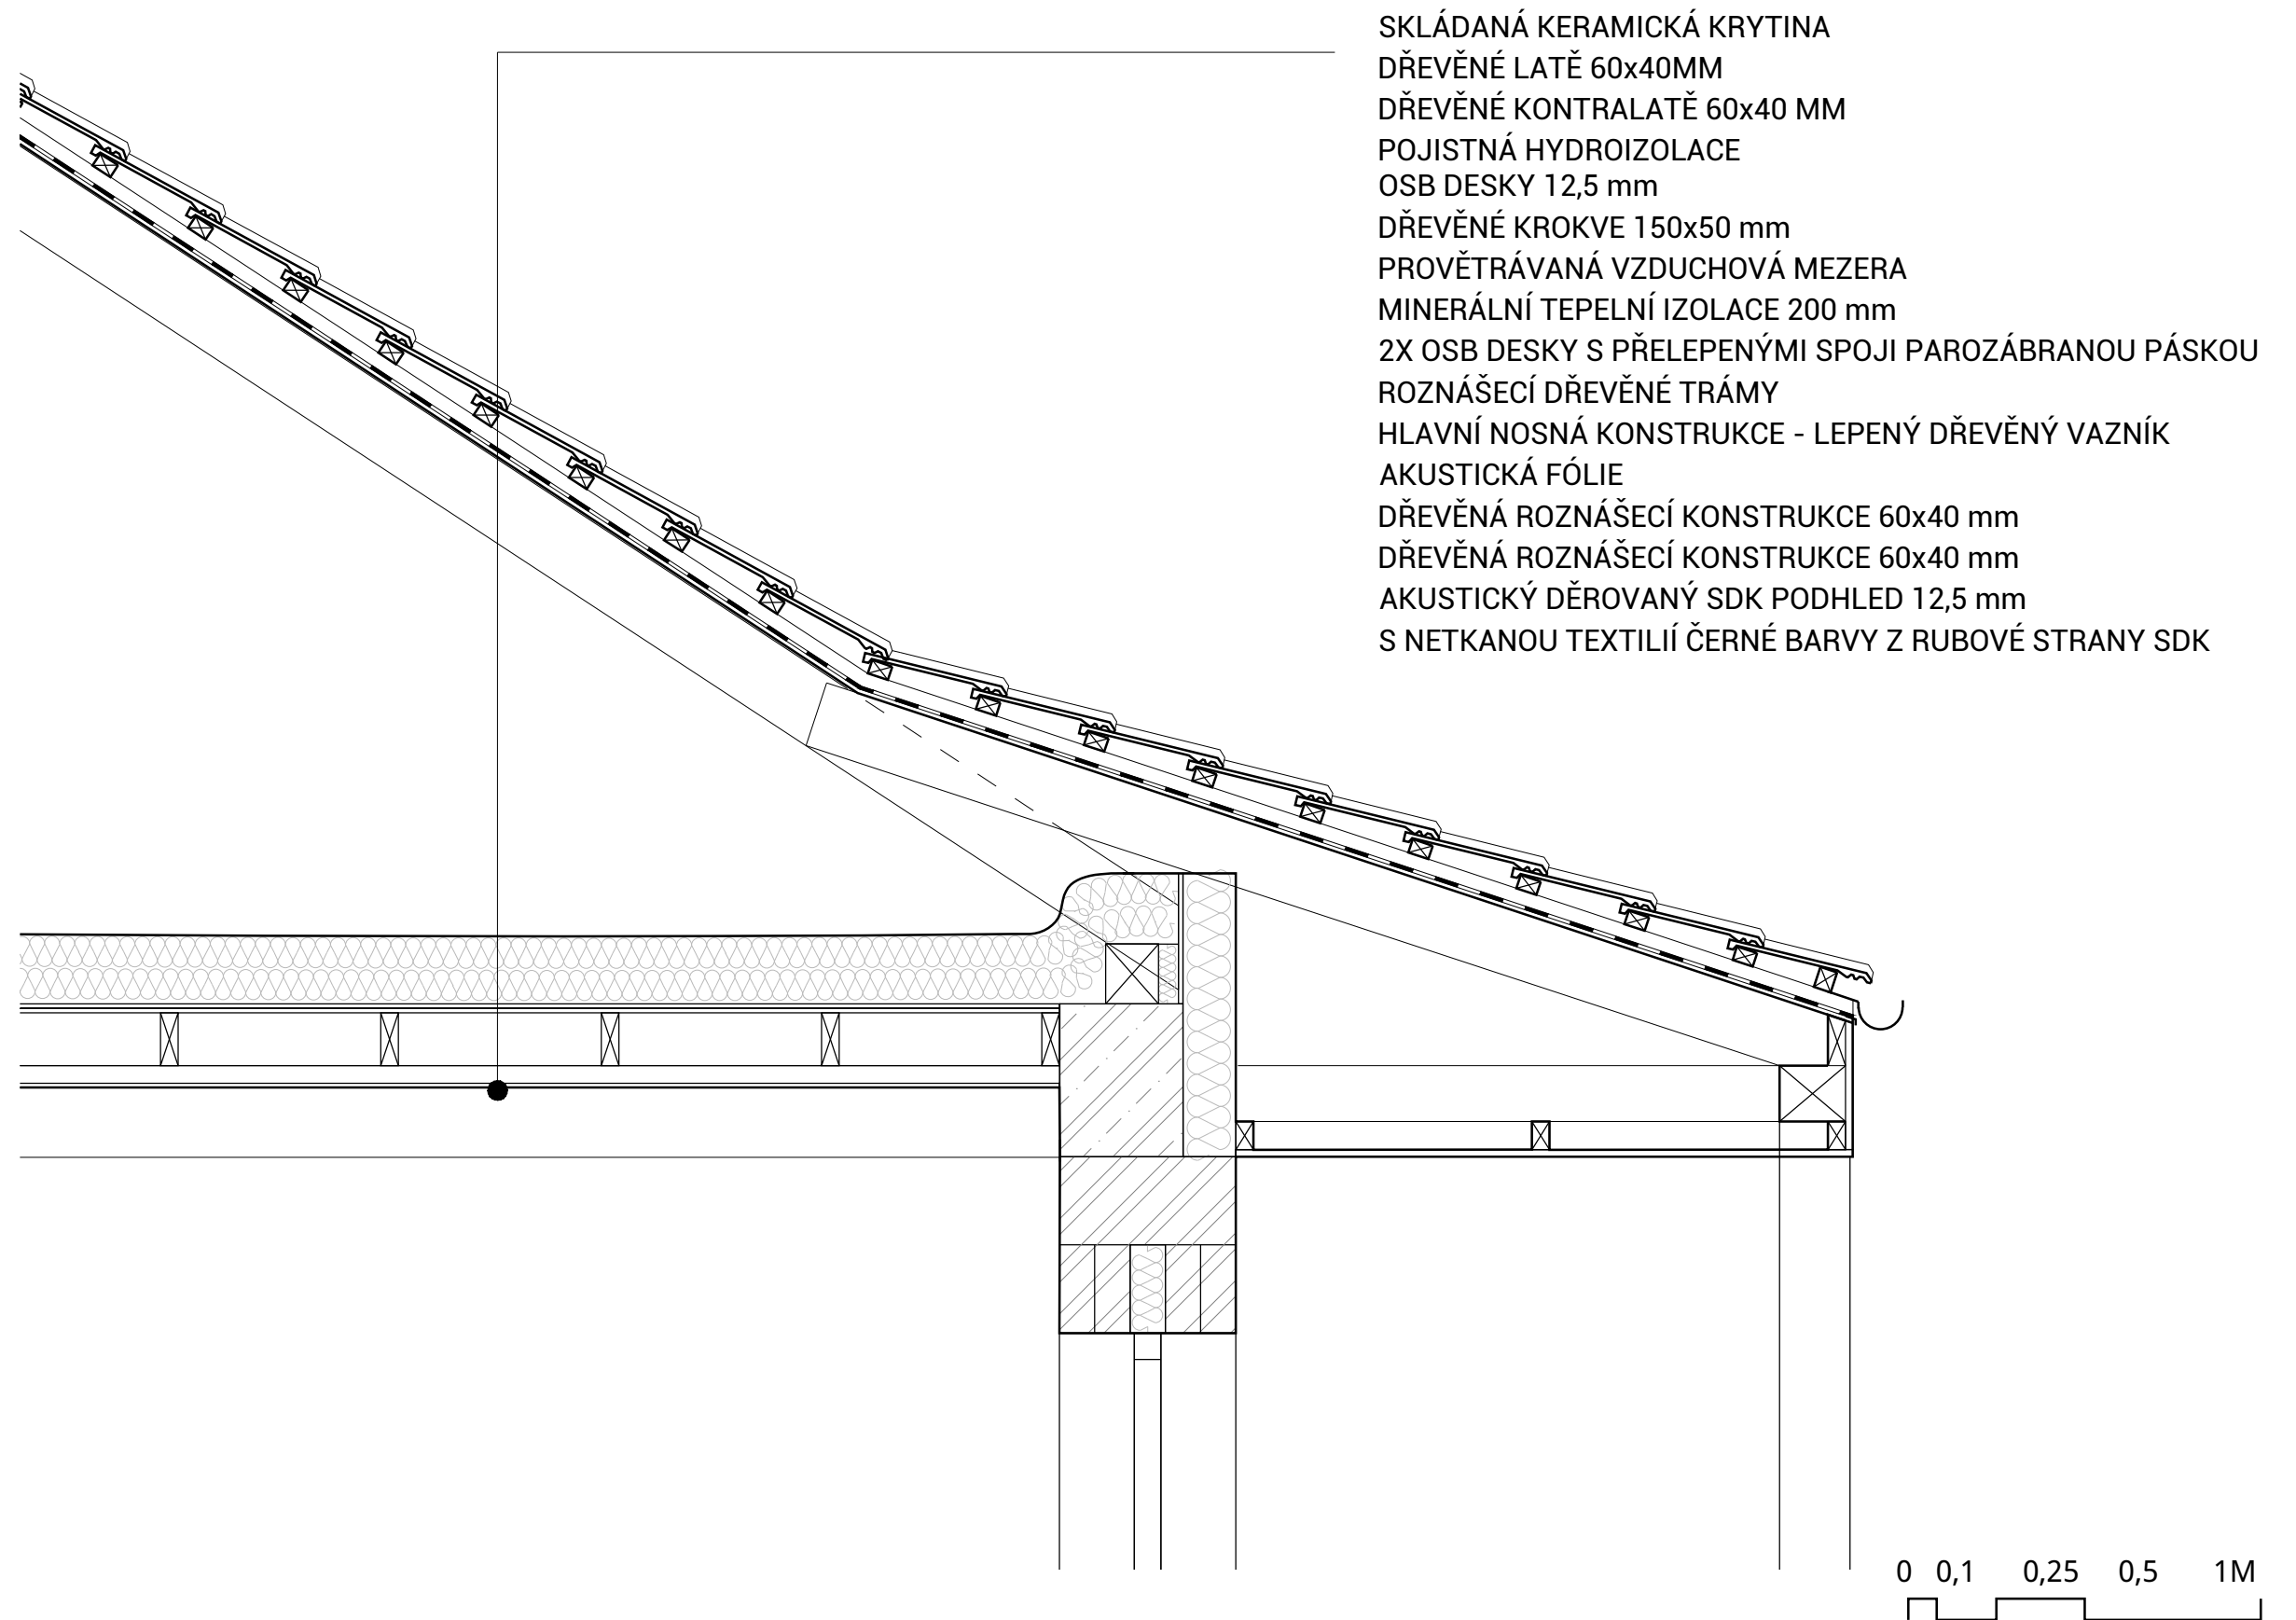 SKLÁDANÁ KERAMICKÁ KRYTINA
DŘEVĚNÉ LATĚ 60x40MM
DŘEVĚNÉ KONTRALATĚ 60x40 MM
POJISTNÁ HYDROIZOLACE
OSB DESKY 12,5 mm
DŘEVĚNÉ KROKVE 150x50 mm
PROVĚTRÁVANÁ VZDUCHOVÁ MEZERA
MINERÁLNÍ TEPELNÍ IZOLACE 200 mm
2X OSB DESKY S PŘELEPENÝMI SPOJI PAROZÁBRANOU PÁSKOU
ROZNÁŠECÍ DŘEVĚNÉ TRÁMY
HLAVNÍ NOSNÁ KONSTRUKCE - LEPENÝ DŘEVĚNÝ VAZNÍK
AKUSTICKÁ FÓLIE
DŘEVĚNÁ ROZNÁŠECÍ KONSTRUKCE 60x40 mm
DŘEVĚNÁ ROZNÁŠECÍ KONSTRUKCE 60x40 mm
AKUSTICKÝ DĚROVANÝ SDK PODHLED 12,5 mm
S NETKANOU TEXTILIÍ ČERNÉ BARVY Z RUBOVÉ STRANY SDK
0 0,1 0,25 0,5 1M